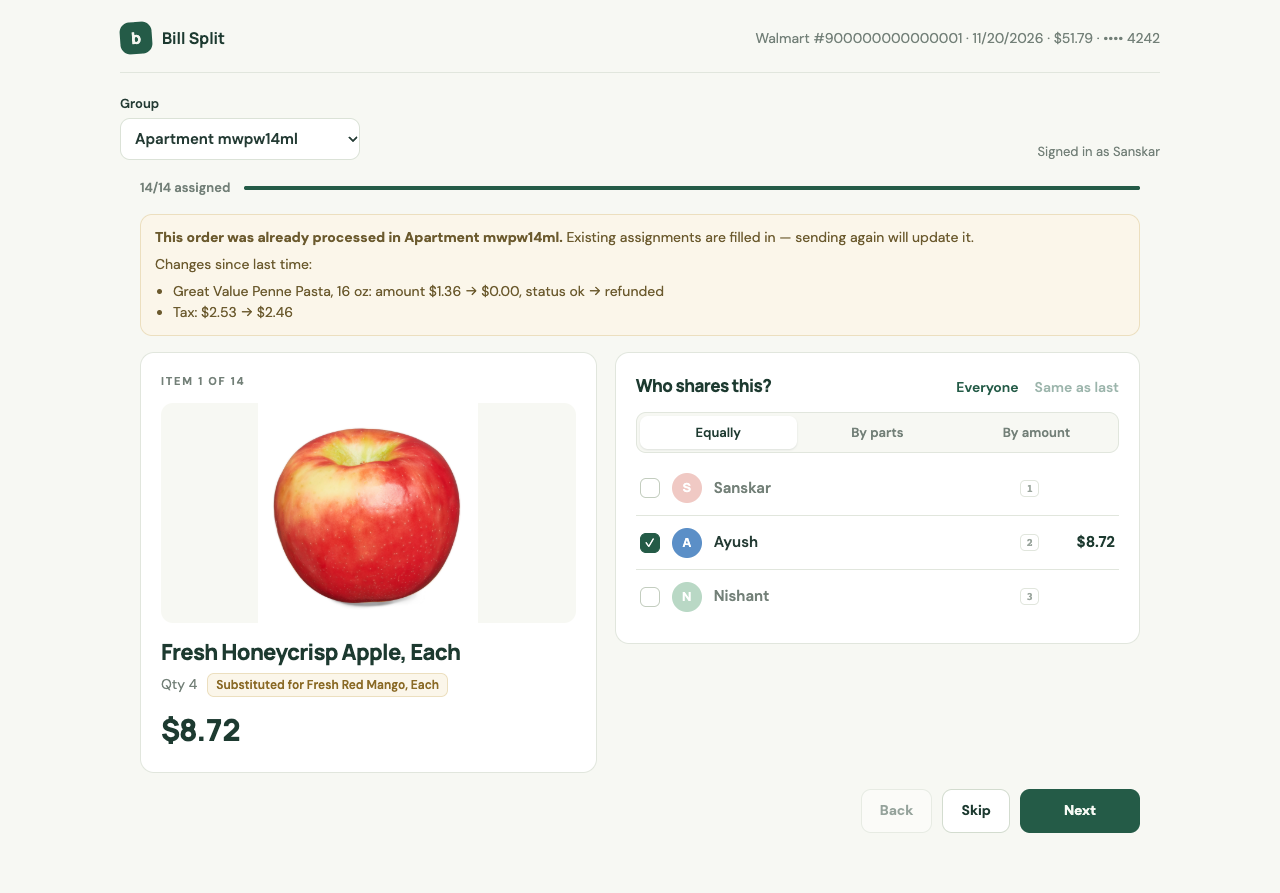 b Bill Split
Walmart #900000000000001 · 11/20/2026 · $51.79 · •••• 4242
Group
Apartment mwpw14ml
Signed in as Sanskar
14/14 assigned
This order was already processed in Apartment mwpw14ml. Existing assignments are filled in — sending again will update it.
Changes since last time:
• Great Value Penne Pasta, 16 oz: amount $1.36 → $0.00, status ok → refunded
• Tax: $2.53 → $2.46
ITEM 1 OF 14
Fresh Honeycrisp Apple, Each
Qty 4 Substituted for Fresh Red Mango, Each
$8.72
Who shares this? Everyone Same as last
Equally By parts By amount
S Sanskar 1
A Ayush 2 $8.72
N Nishant 3
Back Skip Next